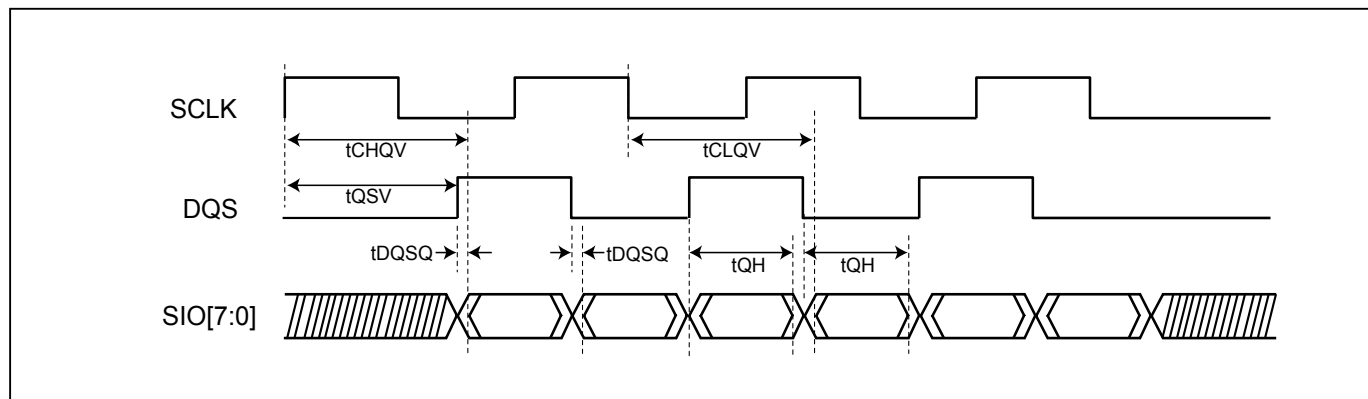 SCLK
tCHQV
tCLQV
tQSV
DQS
tDQSQ
tDQSQ
tQH
tQH
SIO[7:0]